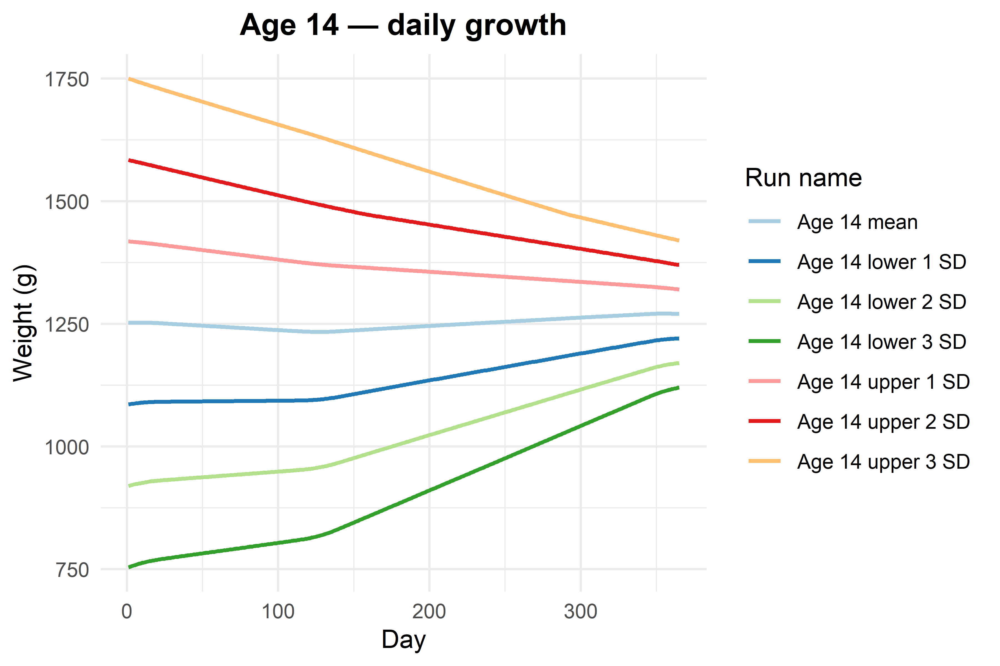 Age 14 — daily growth
1750
1500
1250
1000
750
Weight (g)
0 100 200 300
Day
Run name
Age 14 mean
Age 14 lower 1 SD
Age 14 lower 2 SD
Age 14 lower 3 SD
Age 14 upper 1 SD
Age 14 upper 2 SD
Age 14 upper 3 SD